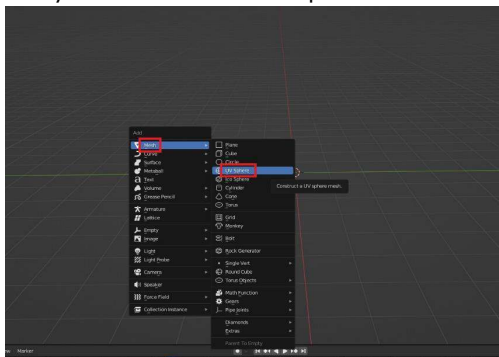 Add
Mesh
Curve
Surface
Metaball
Text
Volume
Grease Pencil
Armature
Lattice
Empty
Image
Light
Light Probe
Camera
Speaker
Force Field
Collection Instance
Plane
Cube
Circle
UV Sphere
Ico Sphere
Cylinder
Cone
Torus
Grid
Monkey
Bolt
Rock Generator
Single Vert
Round Cube
Torus Objects
Math Function
Gears
Pipe Joints
Diamonds
Extras
Parent To Empty
Construct a UV sphere mesh.
Marker